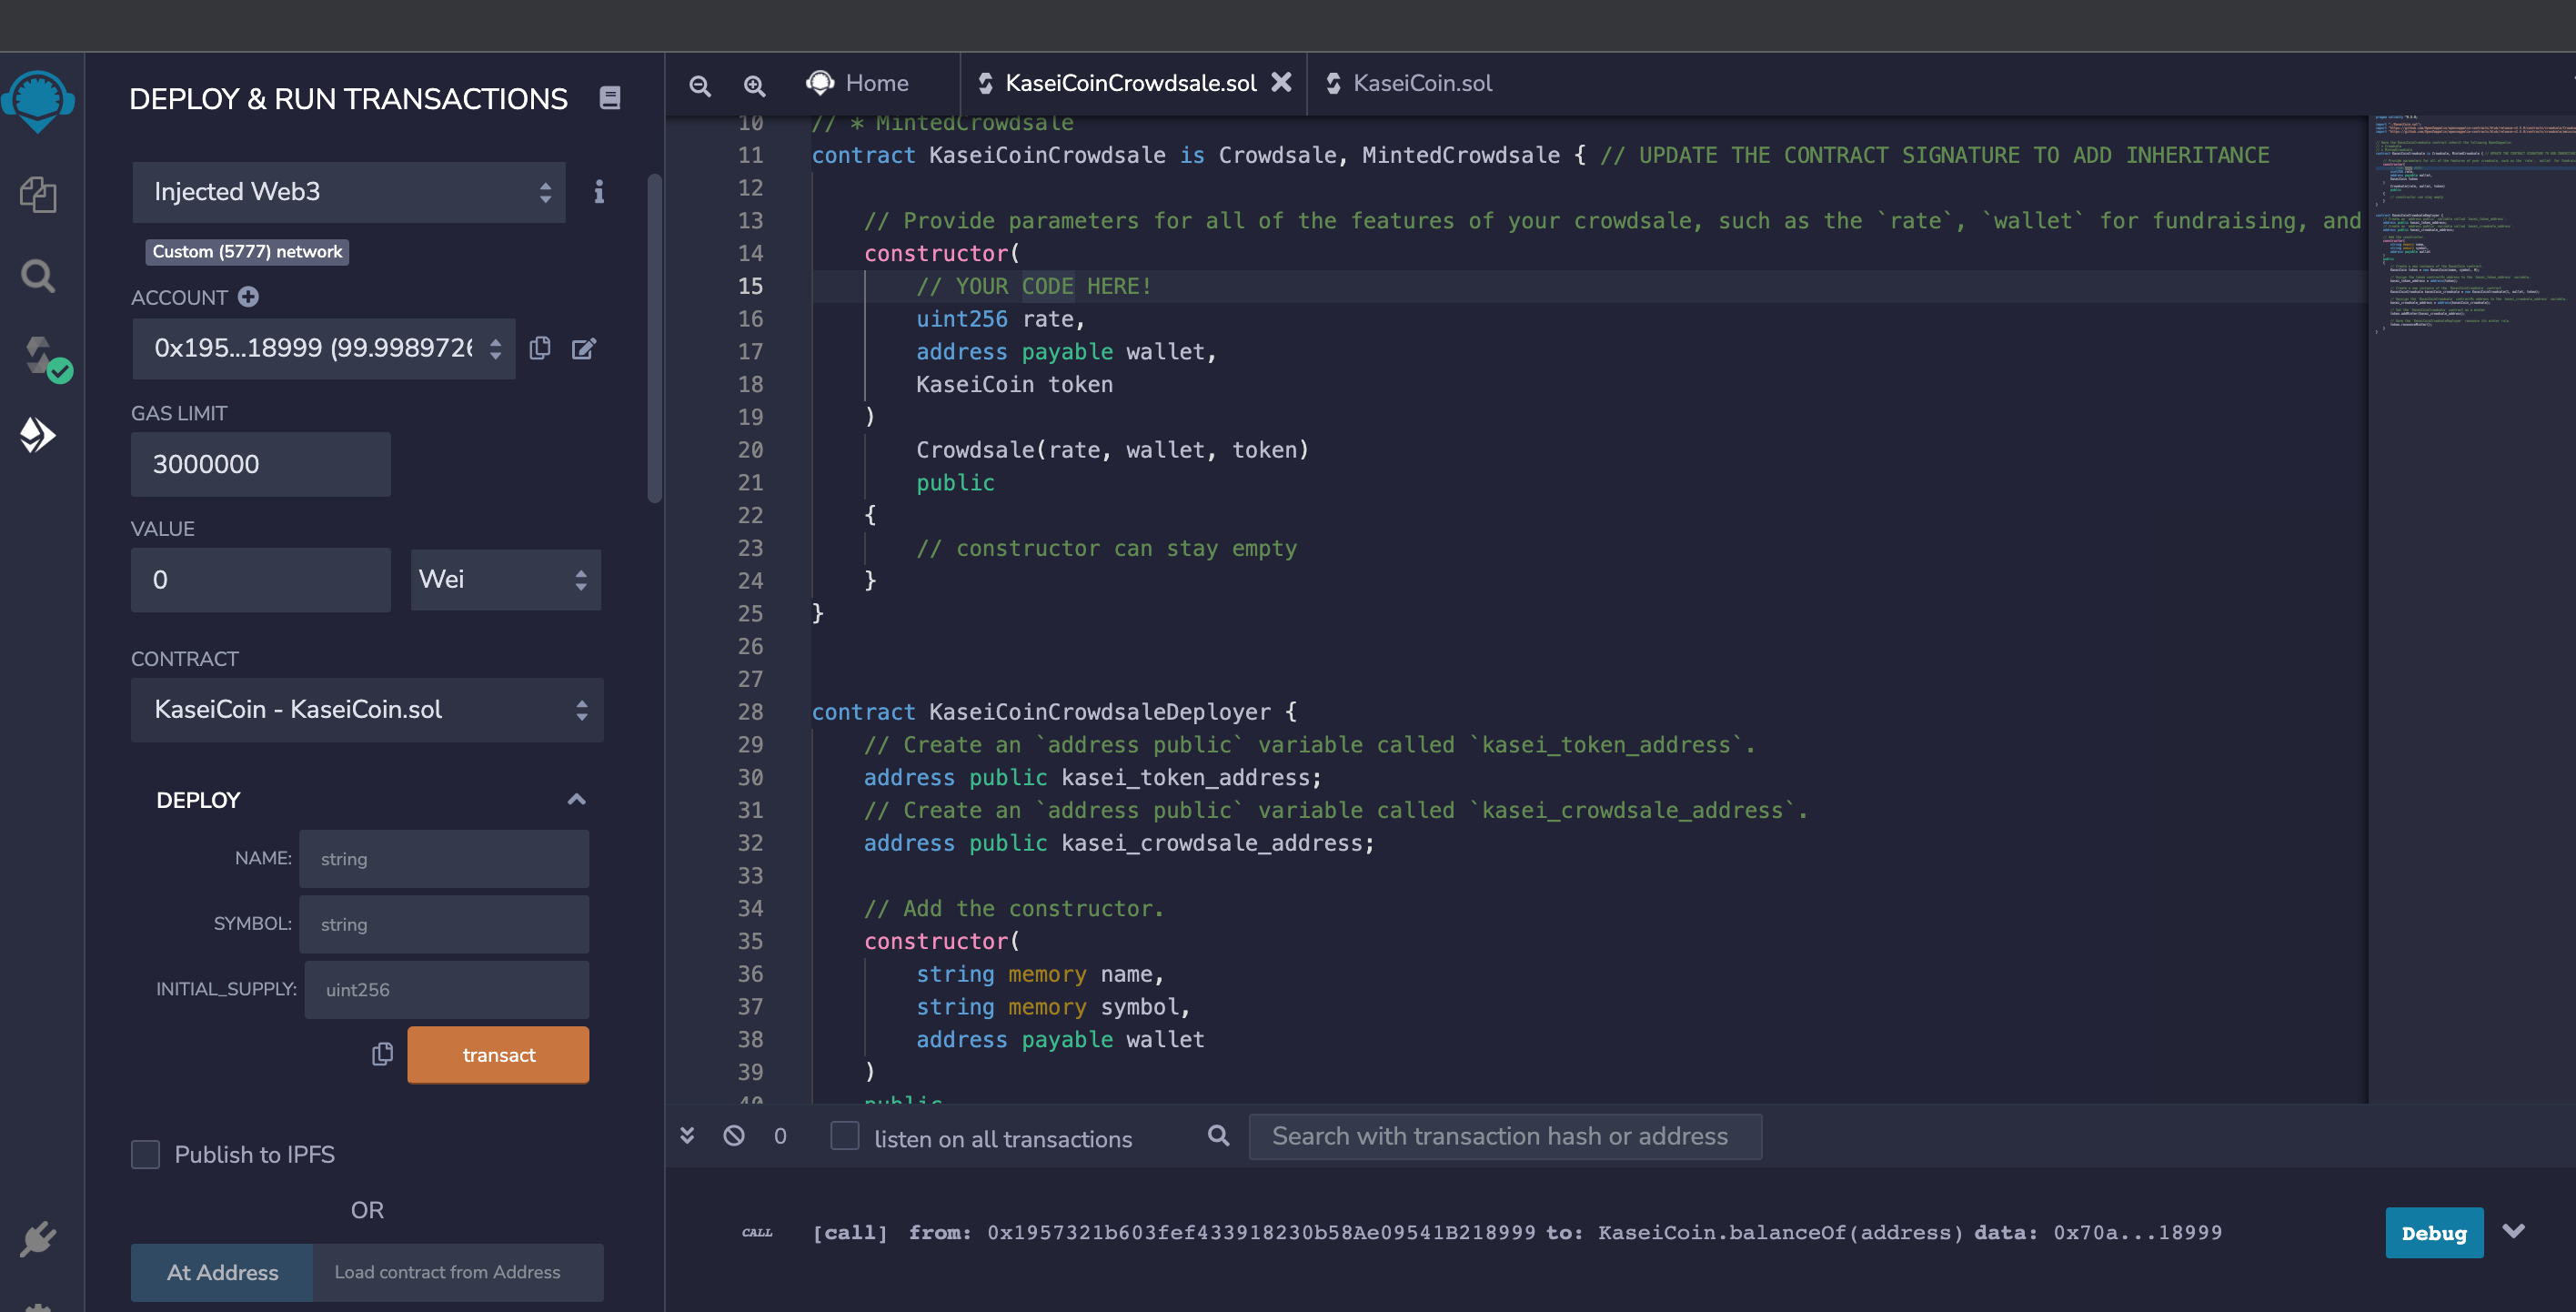 DEPLOY & RUN TRANSACTIONS
Injected Web3
Custom (5777) network
ACCOUNT
0x195...18999 (99.9989726
GAS LIMIT
3000000
VALUE
0
Wei
CONTRACT
KaseiCoin - KaseiCoin.sol
DEPLOY
NAME: string
SYMBOL: string
INITIAL_SUPPLY: uint256
transact
Publish to IPFS
OR
At Address
Load contract from Address
Home
KaseiCoinCrowdsale.sol
KaseiCoin.sol
10 // * MintedCrowdsale
11 contract KaseiCoinCrowdsale is Crowdsale, MintedCrowdsale { // UPDATE THE CONTRACT SIGNATURE TO ADD INHERITANCE
12
13 // Provide parameters for all of the features of your crowdsale, such as the `rate`, `wallet` for fundraising, and
14 constructor(
15 // YOUR CODE HERE!
16 uint256 rate,
17 address payable wallet,
18 KaseiCoin token
19 )
20 Crowdsale(rate, wallet, token)
21 public
22 {
23 // constructor can stay empty
24 }
25 }
26
27
28 contract KaseiCoinCrowdsaleDeployer {
29 // Create an `address public` variable called `kasei_token_address`.
30 address public kasei_token_address;
31 // Create an `address public` variable called `kasei_crowdsale_address`.
32 address public kasei_crowdsale_address;
33
34 // Add the constructor.
35 constructor(
36 string memory name,
37 string memory symbol,
38 address payable wallet
39 )
40 public
0
listen on all transactions
Search with transaction hash or address
CALL [call] from: 0x1957321b603fef433918230b58Ae09541B218999 to: KaseiCoin.balanceOf(address) data: 0x70a...18999
Debug